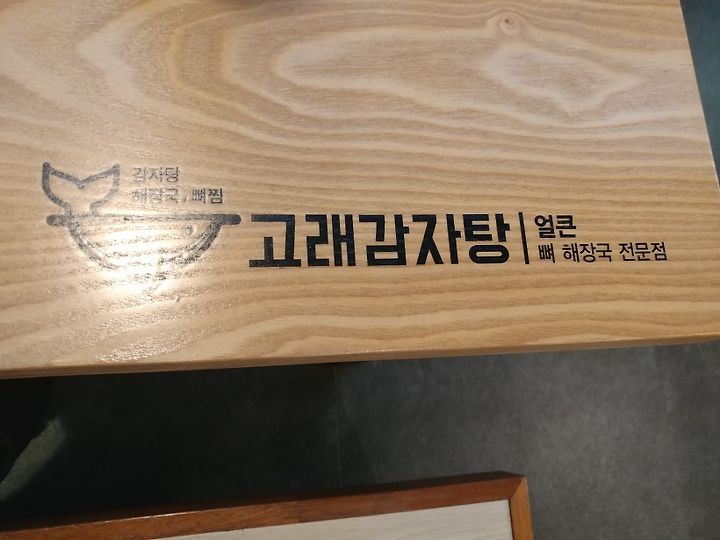 감자탕
해장국, 뼈찜
고래감자탕
얼큰
뼈 해장국 전문점